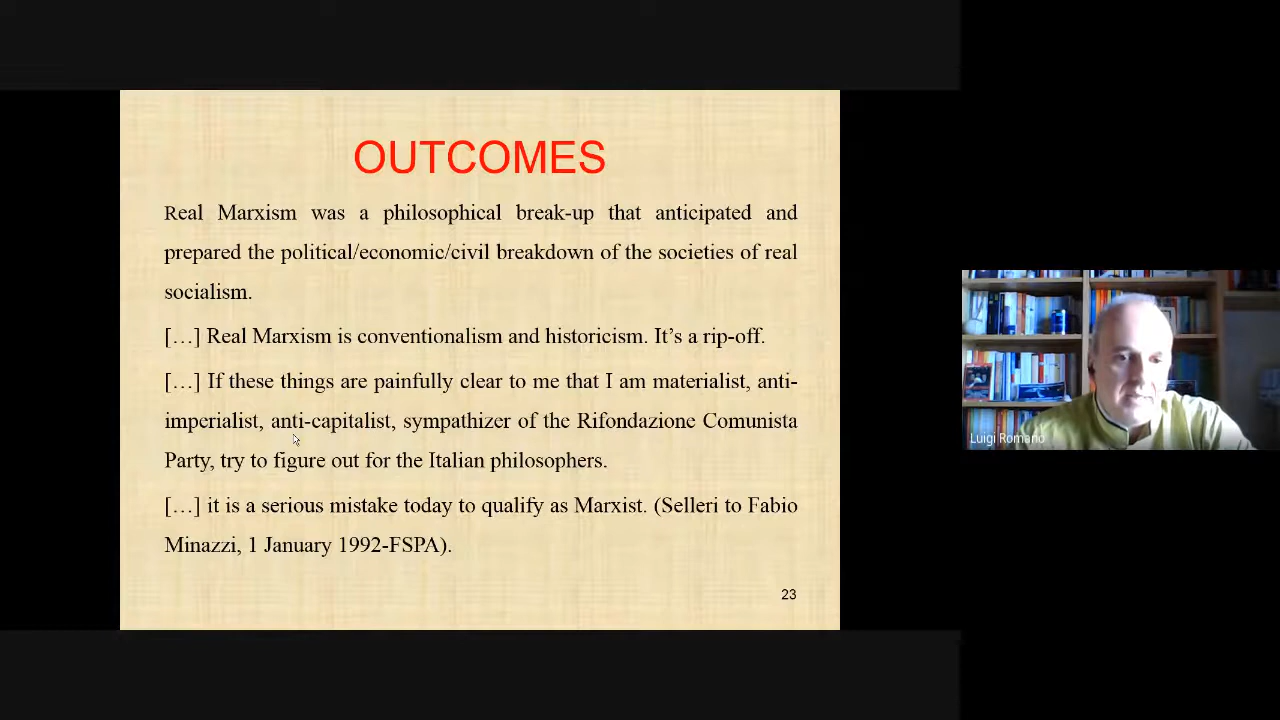 OUTCOMES
Real Marxism was a philosophical break-up that anticipated and
prepared the political/economic/civil breakdown of the societies of real
socialism.
[…] Real Marxism is conventionalism and historicism. It's a rip-off.
[…] If these things are painfully clear to me that I am materialist, anti-
imperialist, anti-capitalist, sympathizer of the Rifondazione Comunista
Party, try to figure out for the Italian philosophers.
[…] it is a serious mistake today to qualify as Marxist. (Selleri to Fabio
Minazzi, 1 January 1992-FSPA).
23
Luigi Romano